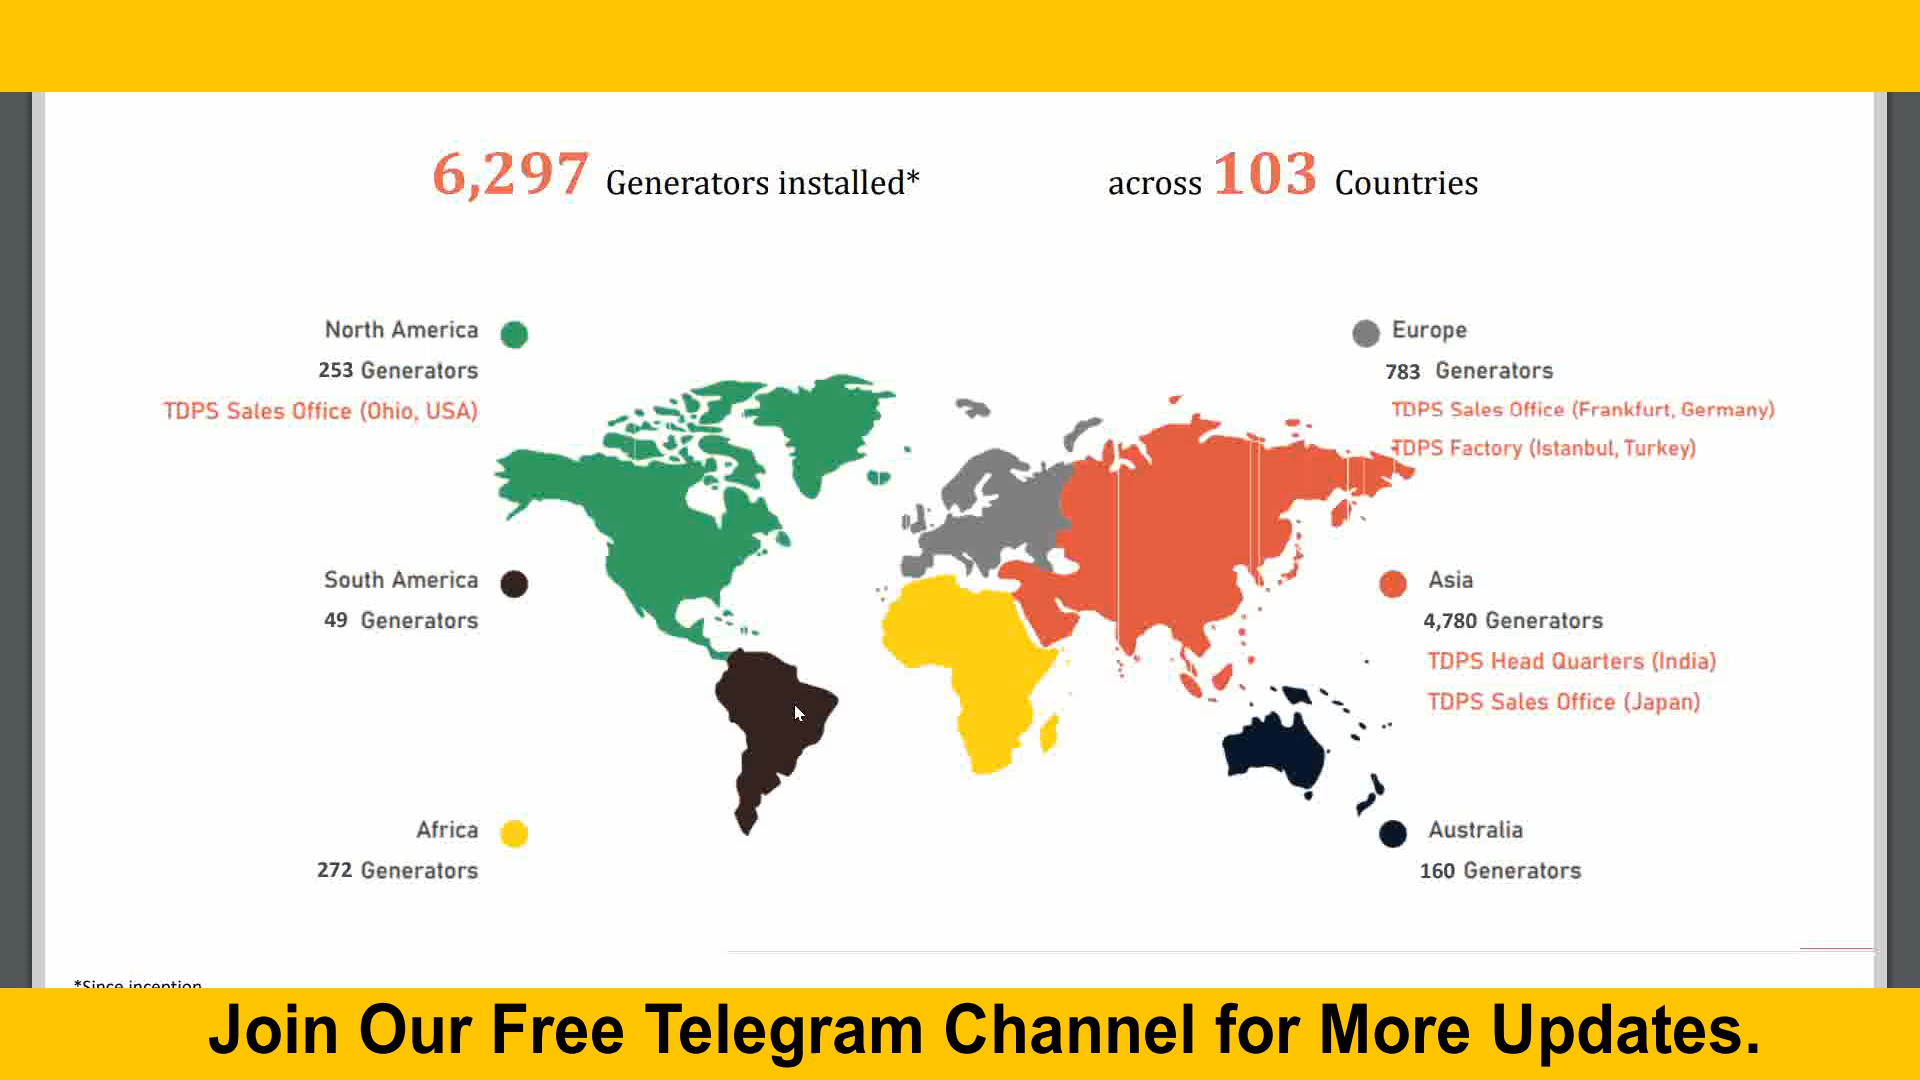 6,297 Generators installed*
across 103 Countries
North America
253 Generators
TDPS Sales Office (Ohio, USA)
Europe
783 Generators
TDPS Sales Office (Frankfurt, Germany)
TDPS Factory (Istanbul, Turkey)
South America
49 Generators
Asia
4,780 Generators
TDPS Head Quarters (India)
TDPS Sales Office (Japan)
Africa
272 Generators
Australia
160 Generators
*Since inception
Join Our Free Telegram Channel for More Updates.